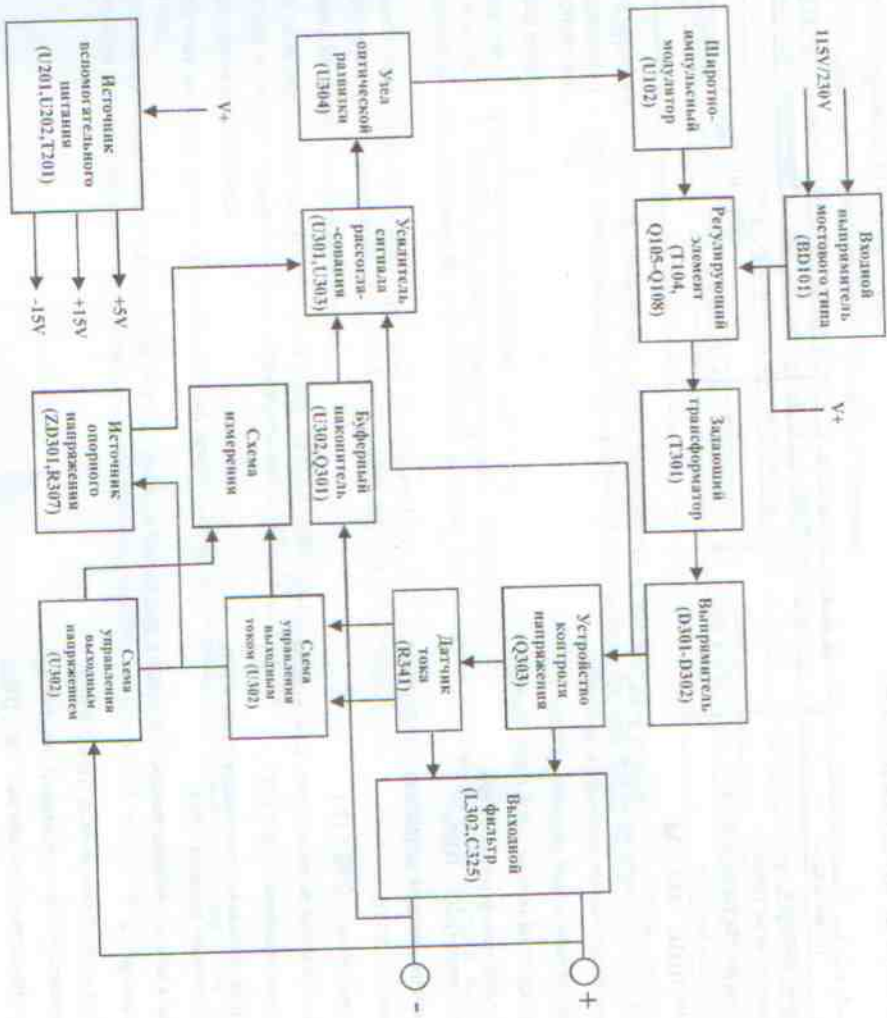 115V/230V
Входной
выпрямитель
мостового типа
(BD101)
V+
Широтно-
импульсный
модулятор
(U102)
Регулирующий
элемент
(T104,
Q105-Q108)
Задающий
трансформатор
(T301)
Выпрямитель
(D301-D302)
Устройство
контроля
напряжения
(Q303)
Выходной
фильтр
(L302,C325)
+
-
Датчик
тока
(R341)
Узел
оптической
развязки
(U304)
Усилитель
сигнала
рассогла-
-сования
(U301,U303)
Буферный
накопитель
(U302,Q301)
Схема
управления
выходным
током (U302)
Схема
измерения
V+
Источник
вспомогательного
питания
(U201,U202,T201)
+5V
+15V
-15V
Источник
опорного
напряжения
(ZD301,R307)
Схема
управления
выходным
напряжением
(U302)